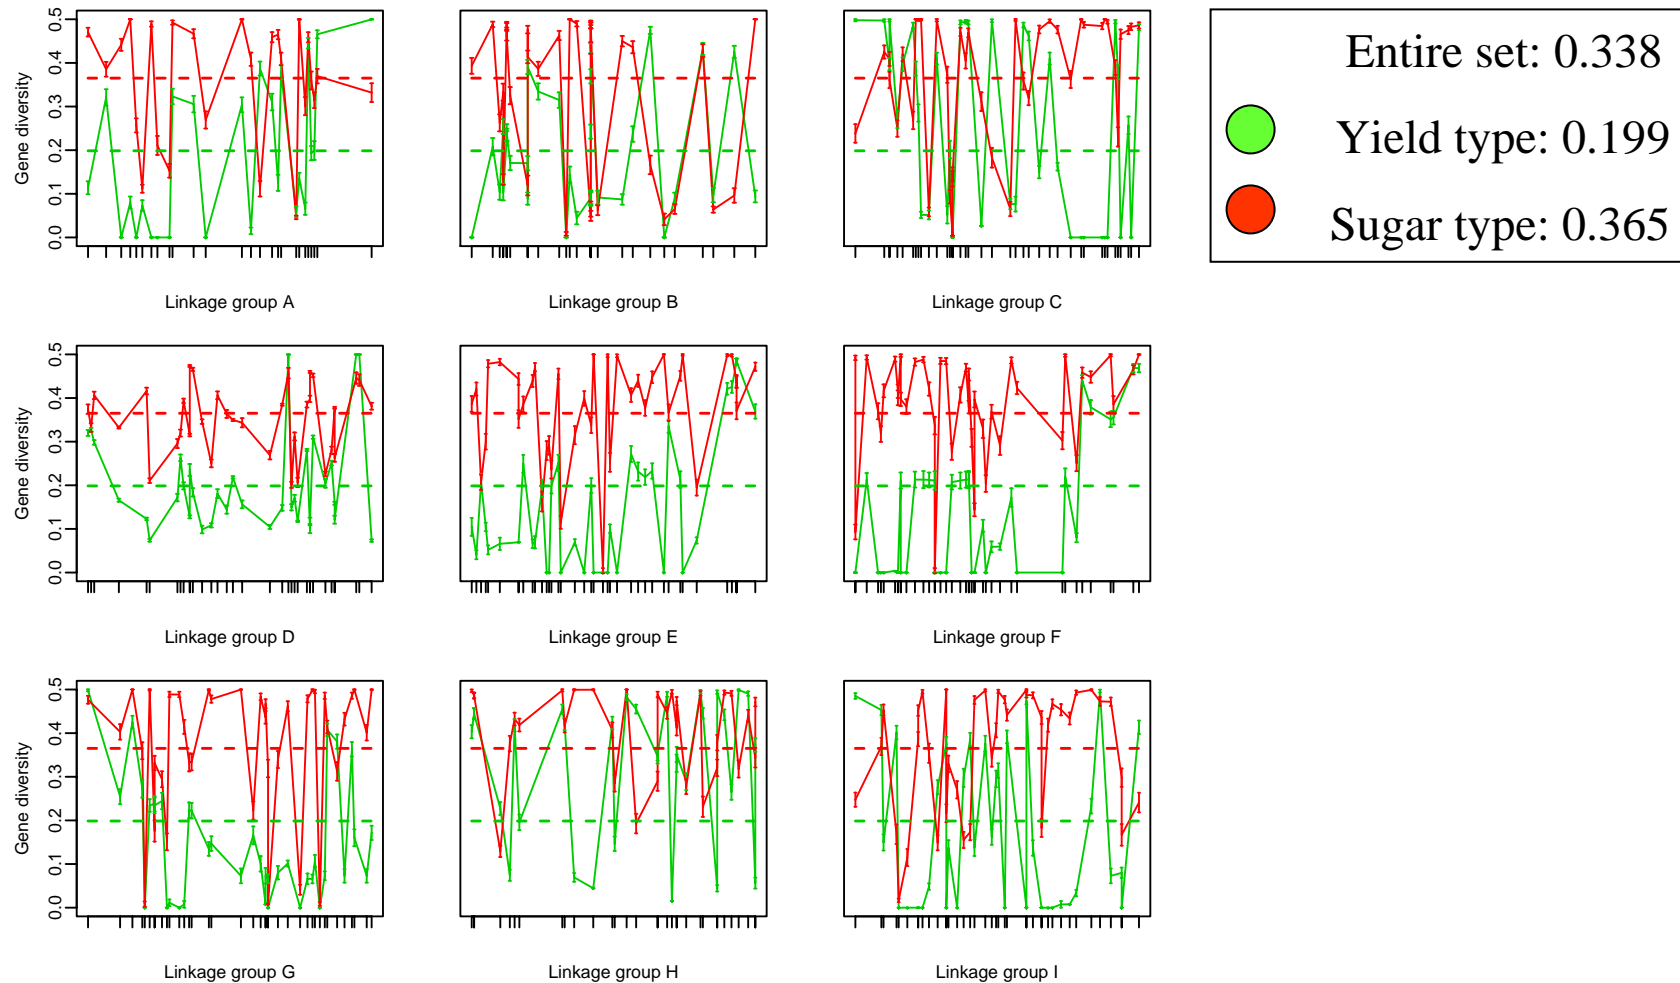 Gene diversity
0.0 0.1 0.2 0.3 0.4 0.5
Linkage group A
Linkage group B
Linkage group C
Entire set: 0.338
Yield type: 0.199
Sugar type: 0.365
Gene diversity
0.0 0.1 0.2 0.3 0.4 0.5
Linkage group D
Linkage group E
Linkage group F
Gene diversity
0.0 0.1 0.2 0.3 0.4 0.5
Linkage group G
Linkage group H
Linkage group I